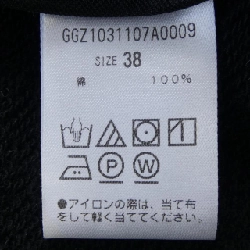 GGZ1031107A0009
SIZE 38
綿 100%
P W
●アイロンの際は、当て布
をして軽く当ててください。